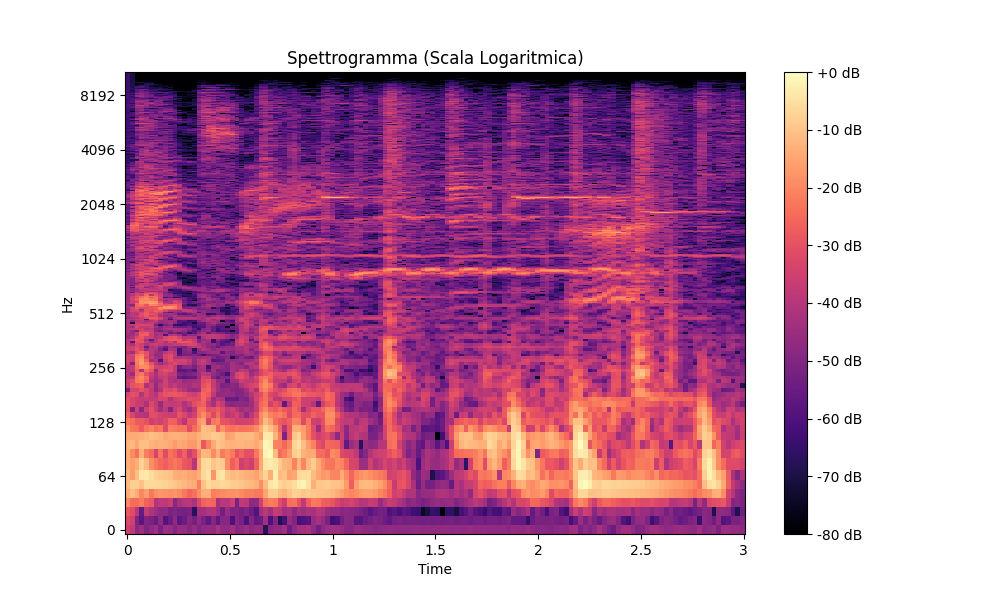 Spettrogramma (Scala Logaritmica)
8192
4096
2048
1024
512
256
128
64
0
Hz
0
0.5
1
1.5
2
2.5
3
Time
+0 dB
-10 dB
-20 dB
-30 dB
-40 dB
-50 dB
-60 dB
-70 dB
-80 dB